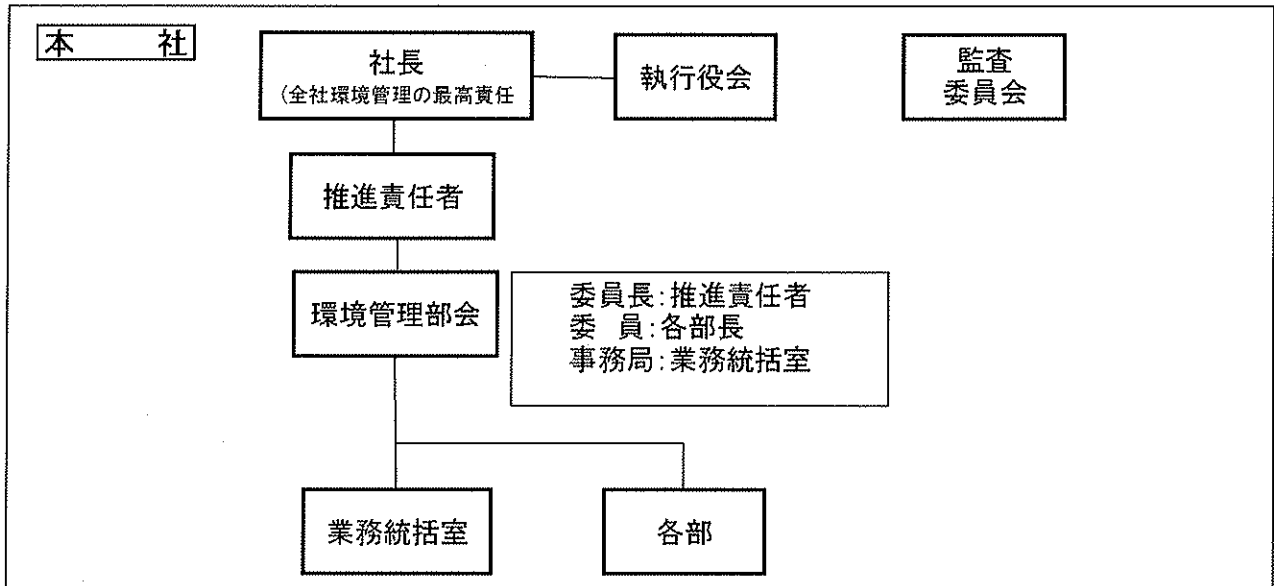 本　　社
社長
(全社環境管理の最高責任
執行役会
監査
委員会
推進責任者
環境管理部会
委員長:推進責任者
委　員:各部長
事務局:業務統括室
業務統括室
各部